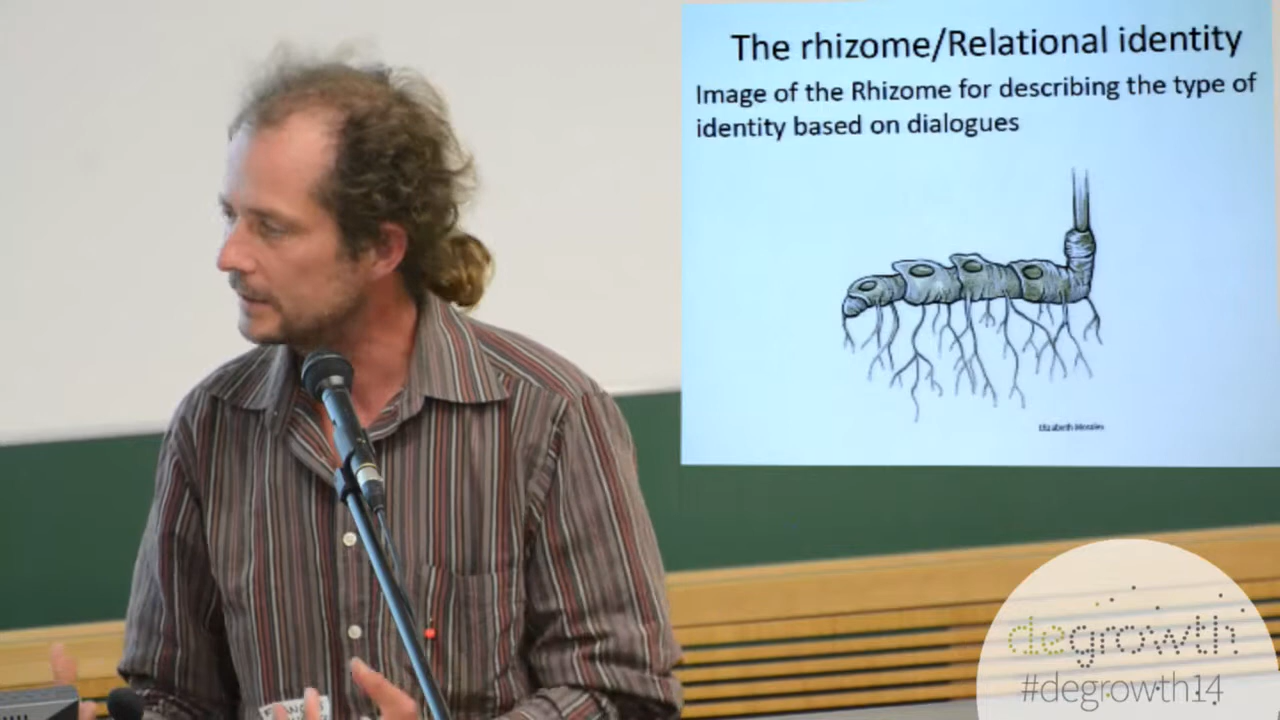 The rhizome/Relational identity
Image of the Rhizome for describing the type of
identity based on dialogues
Elizabeth Morales
degrowth
#degrowth14